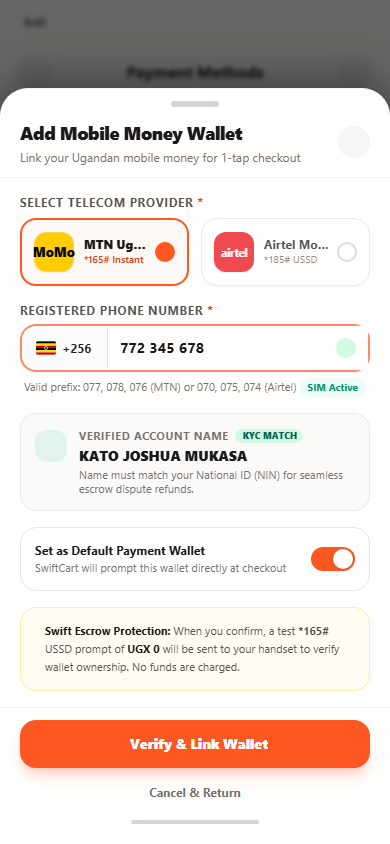 9:41
Payment Methods
Add Mobile Money Wallet
Link your Ugandan mobile money for 1-tap checkout
SELECT TELECOM PROVIDER *
MoMo
MTN Ug...
*165# Instant
airtel
Airtel Mo...
*185# USSD
REGISTERED PHONE NUMBER *
+256
772 345 678
Valid prefix: 077, 078, 076 (MTN) or 070, 075, 074 (Airtel)
SIM Active
VERIFIED ACCOUNT NAME
KYC MATCH
KATO JOSHUA MUKASA
Name must match your National ID (NIN) for seamless
escrow dispute refunds.
Set as Default Payment Wallet
SwiftCart will prompt this wallet directly at checkout
Swift Escrow Protection: When you confirm, a test *165#
USSD prompt of UGX 0 will be sent to your handset to verify
wallet ownership. No funds are charged.
Verify & Link Wallet
Cancel & Return